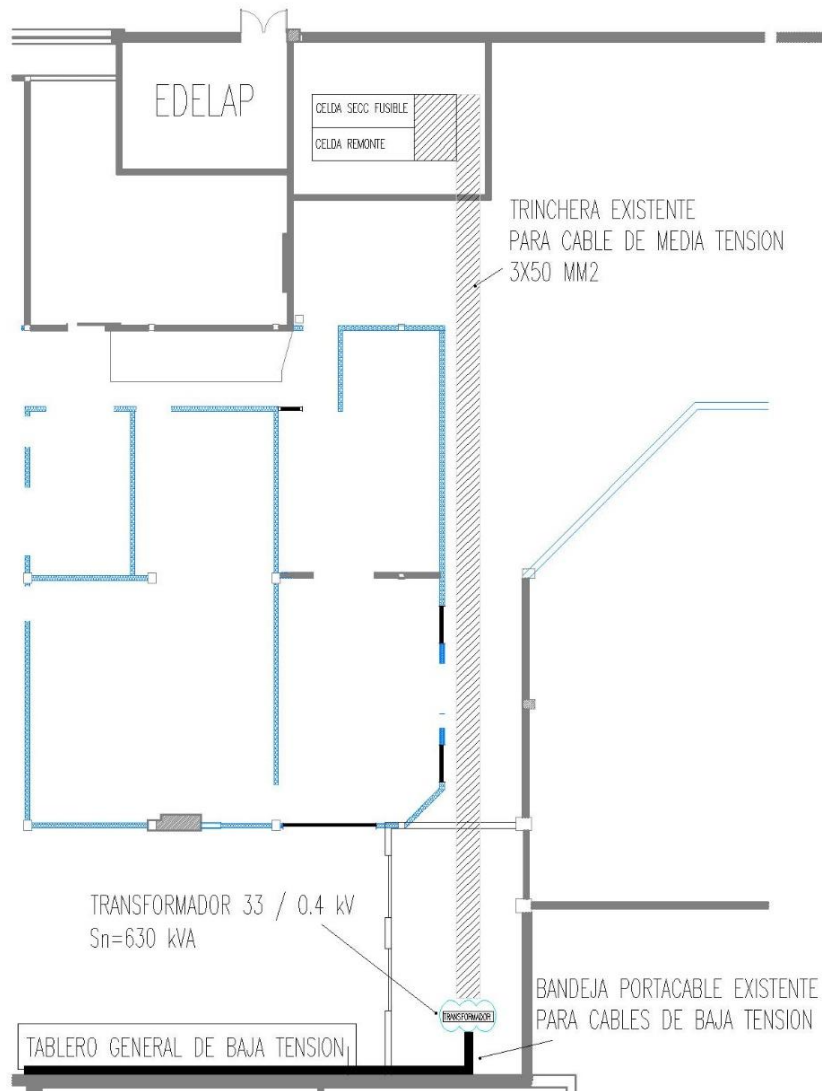 EDELAP
CELDA SECC FUSIBLE
CELDA REMONTE
TRINCHERA EXISTENTE
PARA CABLE DE MEDIA TENSION
3X50 MM2
TRANSFORMADOR 33 / 0.4 kV
Sn=630 kVA
TRANSFORMADOR
BANDEJA PORTACABLE EXISTENTE
PARA CABLES DE BAJA TENSION
TABLERO GENERAL DE BAJA TENSION